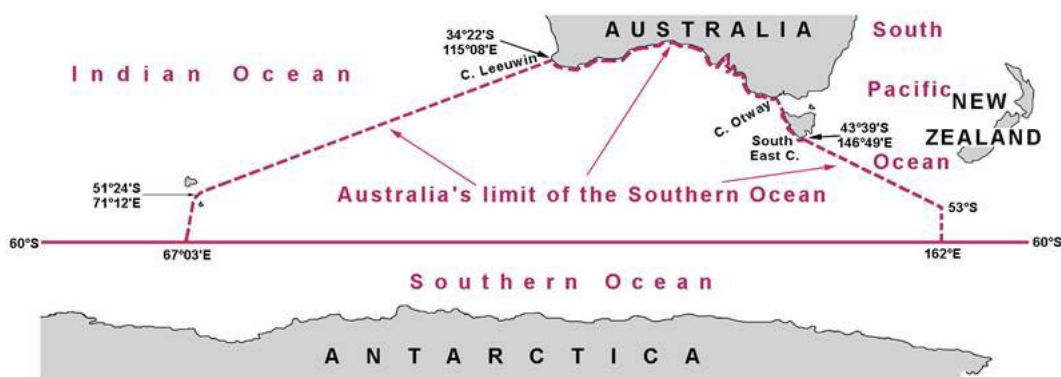 AUSTRALIA
South
34°22'S
115°08'E
Indian Ocean
C. Leeuwin
Pacific
NEW
C. Otway
43°39'S
146°49'E
ZEALAND
South
East C.
Ocean
51°24'S
71°12'E
Australia's limit of the Southern Ocean
53°S
60°S
60°S
67°03'E
162°E
Southern Ocean
ANTARCTICA